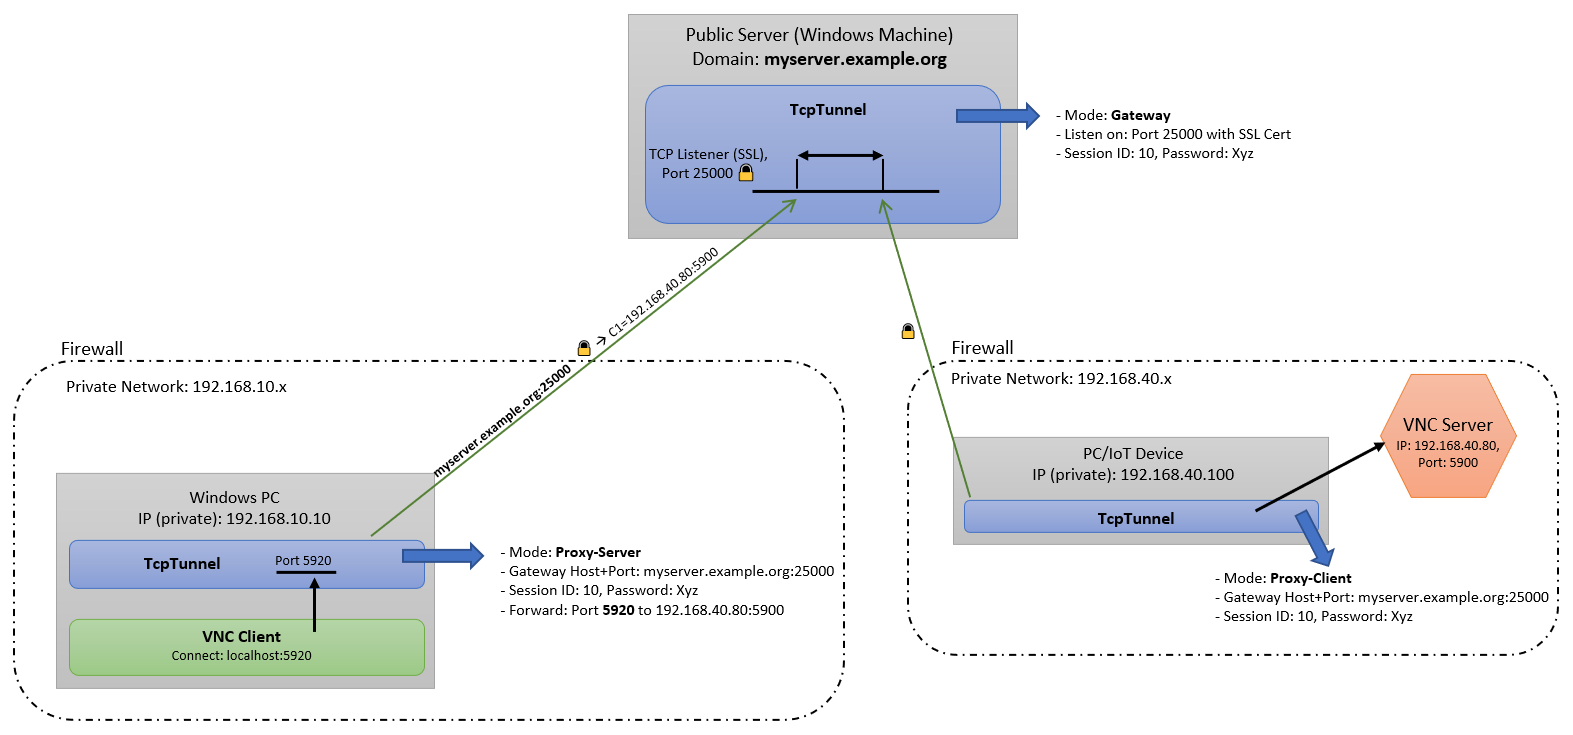 Public Server (Windows Machine)
Domain: myserver.example.org
TcpTunnel
TCP Listener (SSL),
Port 25000
- Mode: Gateway
- Listen on: Port 25000 with SSL Cert
- Session ID: 10, Password: Xyz
myserver.example.org:25000
→ C1=192.168.40.80:5900
Firewall
Private Network: 192.168.10.x
Windows PC
IP (private): 192.168.10.10
TcpTunnel
Port 5920
VNC Client
Connect: localhost:5920
- Mode: Proxy-Server
- Gateway Host+Port: myserver.example.org:25000
- Session ID: 10, Password: Xyz
- Forward: Port 5920 to 192.168.40.80:5900
Firewall
Private Network: 192.168.40.x
PC/IoT Device
IP (private): 192.168.40.100
TcpTunnel
VNC Server
IP: 192.168.40.80,
Port: 5900
- Mode: Proxy-Client
- Gateway Host+Port: myserver.example.org:25000
- Session ID: 10, Password: Xyz